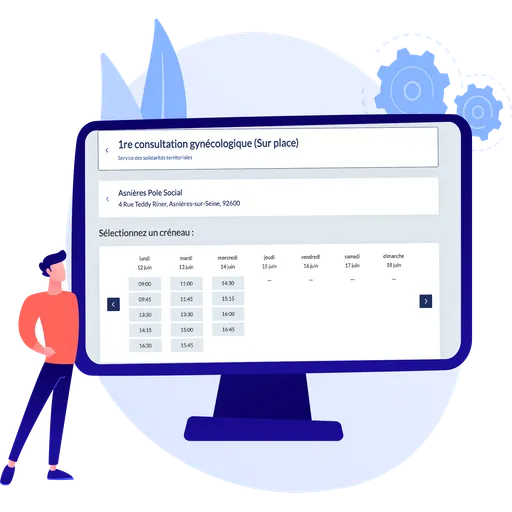 1re consultation gynécologique (Sur place)
Service des solidarités territoriales
Asnières Pole Social
4 Rue Teddy Riner, Asnières-sur-Seine, 92600
Sélectionnez un créneau :
lundi mardi mercredi jeudi vendredi samedi dimanche
12 juin 13 juin 14 juin 15 juin 16 juin 17 juin 18 juin
09:00 11:00 14:30 — — — —
09:45 11:45 15:15
13:30 13:30 16:00
14:15 15:00 16:45
16:30 15:45